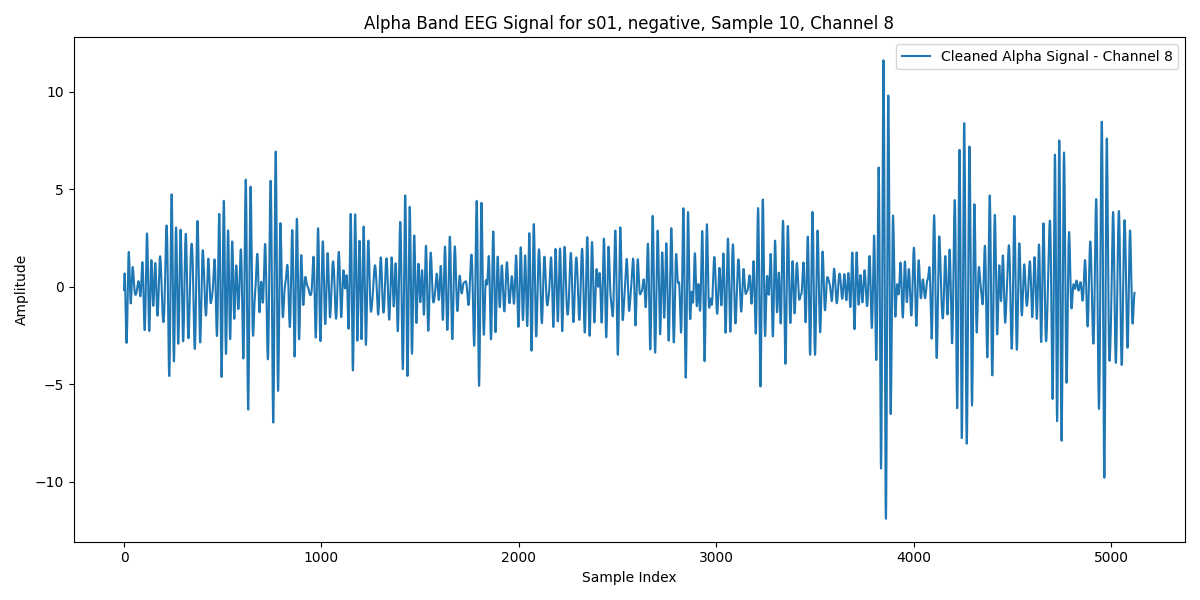 Alpha Band EEG Signal for s01, negative, Sample 10, Channel 8
Cleaned Alpha Signal - Channel 8
Amplitude
10
5
0
−5
−10
0 1000 2000 3000 4000 5000
Sample Index